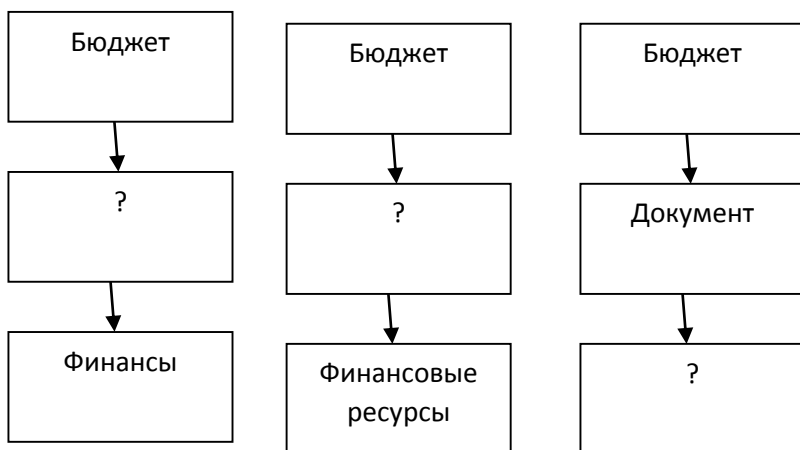 Бюджет
?
Финансы
Бюджет
?
Финансовые
ресурсы
Бюджет
Документ
?